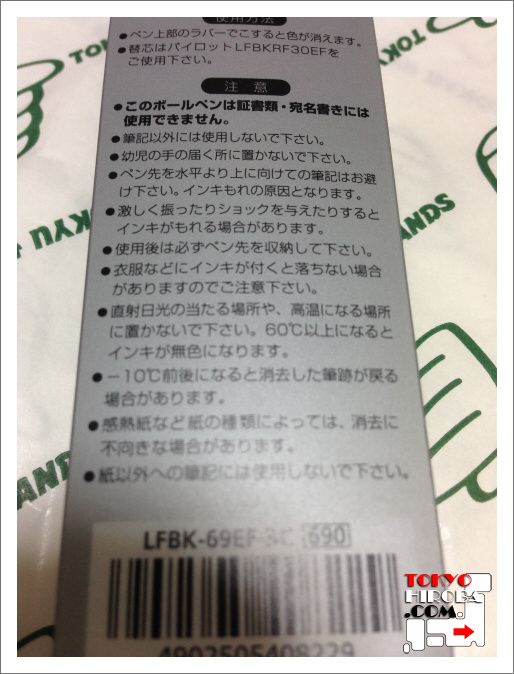 使用方法
●ペン上部のラバーでこすると色が消えます。
●替芯はパイロットLFBKRF30EFを
ご使用下さい。
注 意
●このボールペンは証書類・宛名書きには
使用できません。
●筆記以外には使用しないで下さい。
●幼児の手の届く所に置かないで下さい。
●ペン先を水平より上に向けての筆記はお避
け下さい。インキもれの原因となります。
●激しく振ったりショックを与えたりすると
インキがもれる場合があります。
●使用後は必ずペン先を収納して下さい。
●衣服などにインキが付くと落ちない場合
がありますのでご注意下さい。
●直射日光の当たる場所や、高温になる場所
に置かないで下さい。60℃以上になると
インキが無色になります。
●−10℃前後になると消去した筆跡が戻る
場合があります。
●感熱紙など紙の種類によっては、消去に
不向きな場合があります。
●紙以外への筆記には使用しないで下さい。
LFBK-69EF-3C 690
4902505408229
TOKYU
SANDS
HANDS
TOKYO
HIROBA
.COM